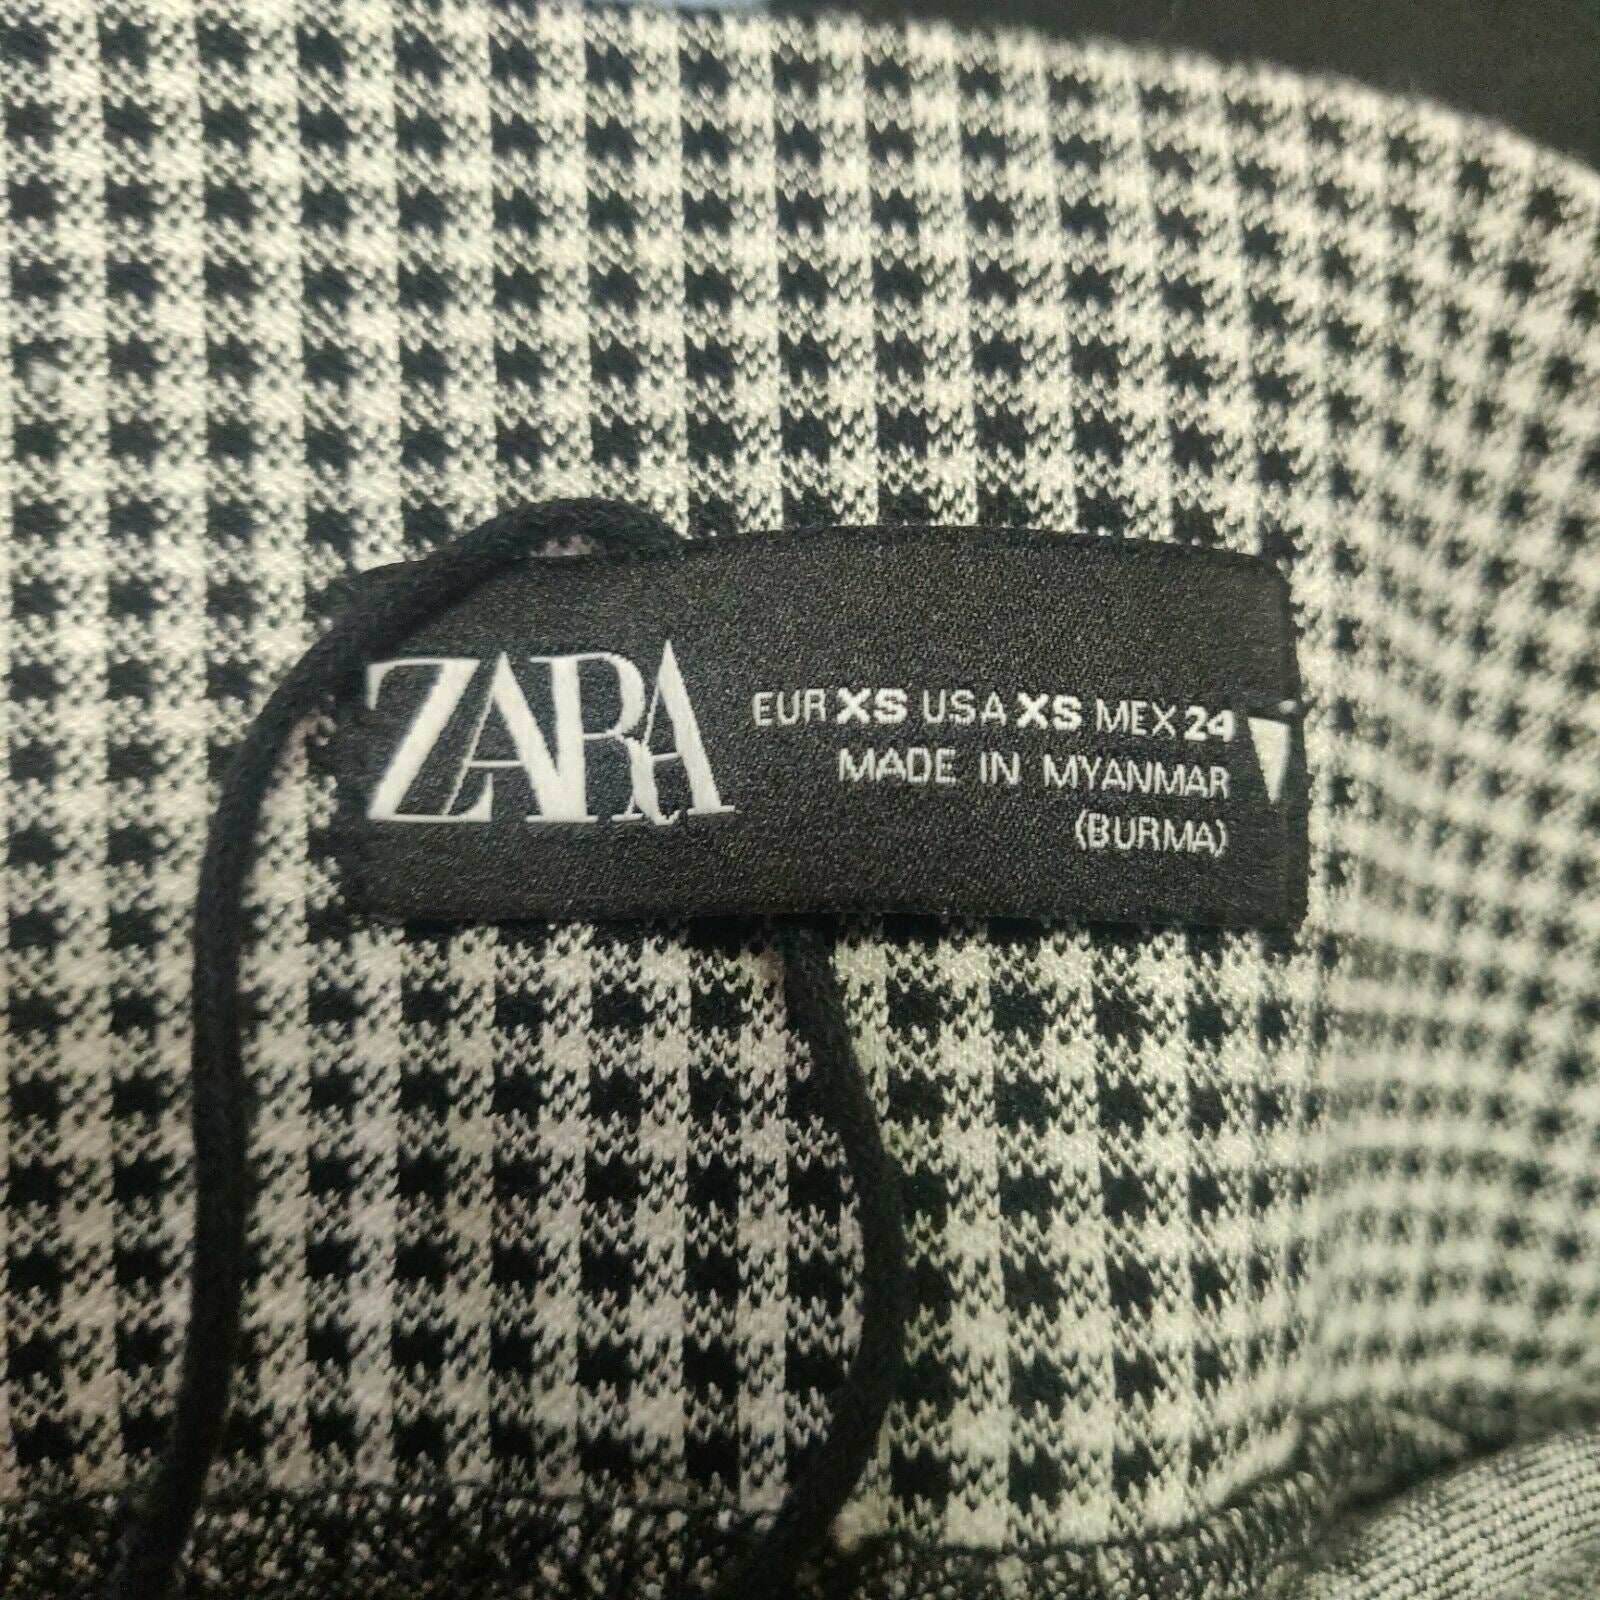 ZARA
EUR XS USA XS MEX 24
MADE IN MYANMAR
(BURMA)